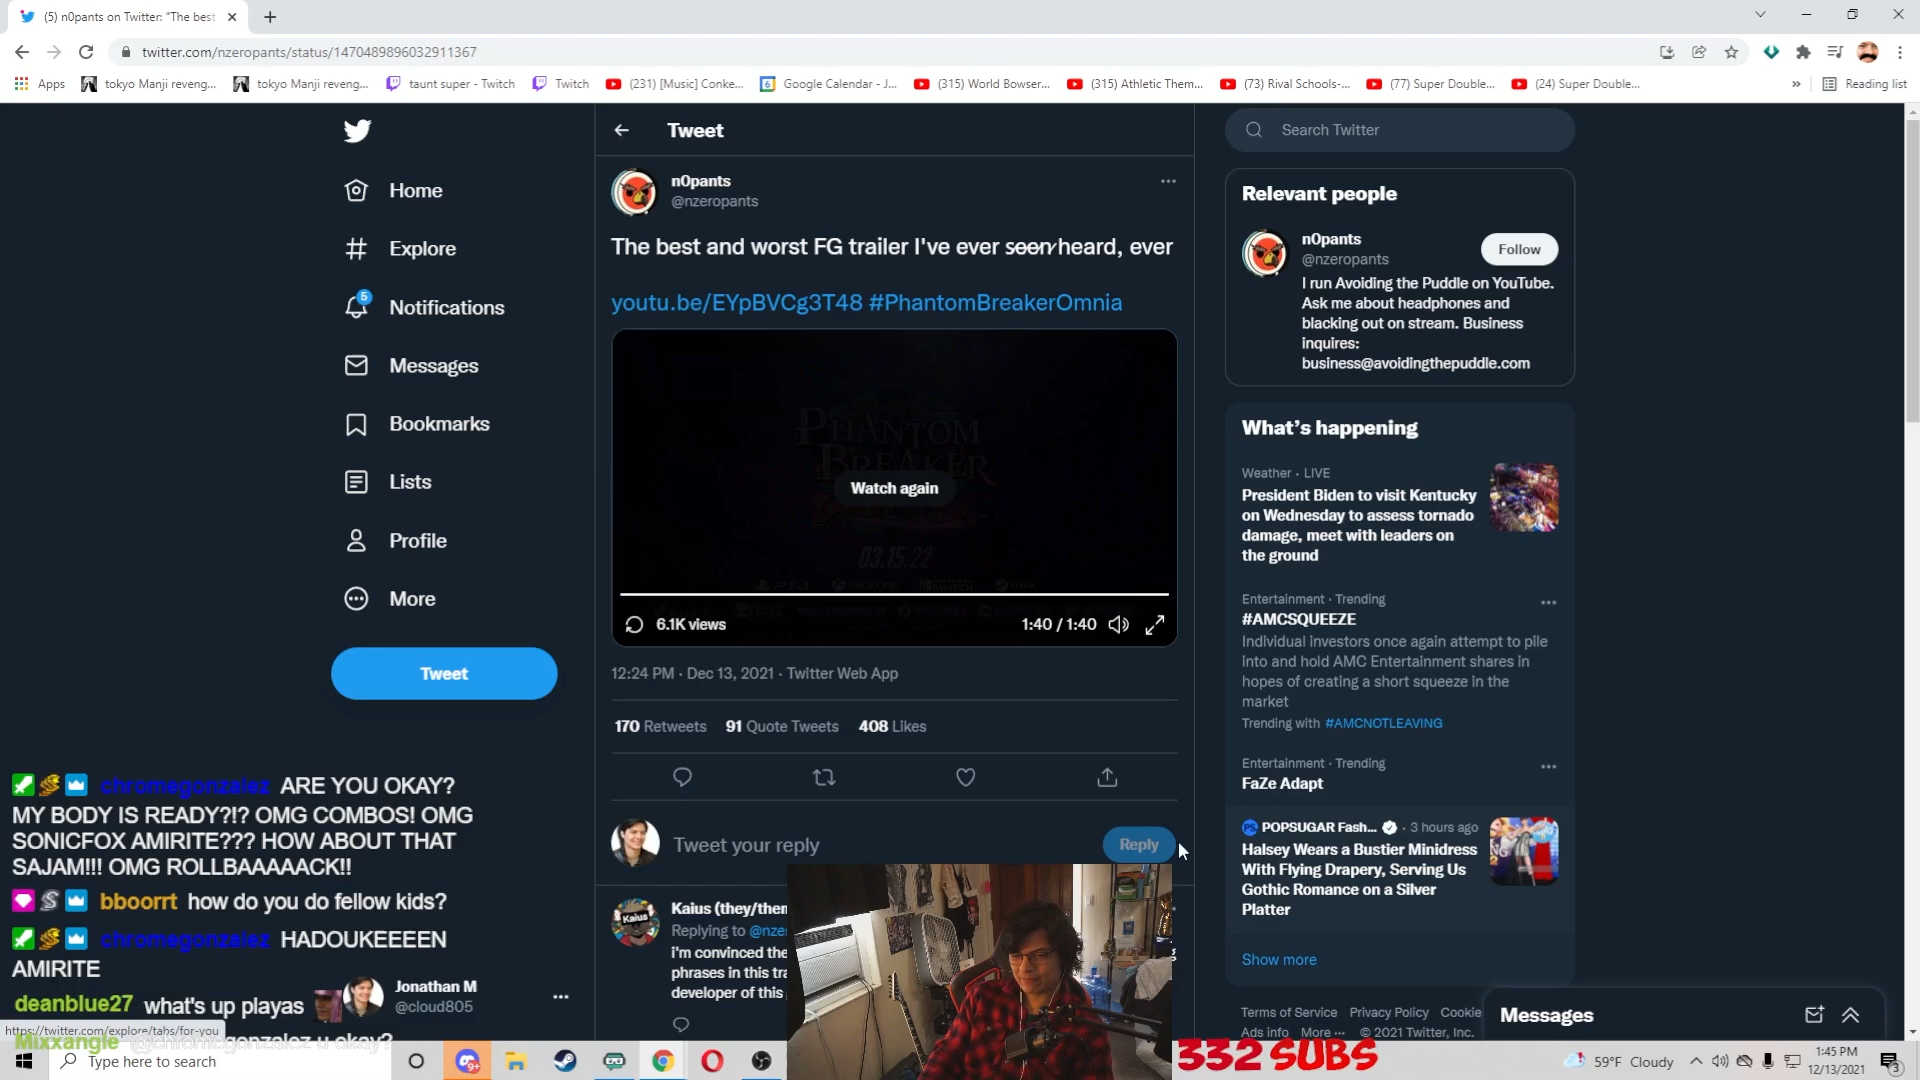 (5) n0pants on Twitter: "The best
twitter.com/nzeropants/status/1470489896032911367
Apps
tokyo Manji reveng...
tokyo Manji reveng...
taunt super - Twitch
Twitch
(231) [Music] Conke...
Google Calendar - J...
(315) World Bowser...
(315) Athletic Them...
(73) Rival Schools-...
(77) Super Double...
(24) Super Double...
»
Reading list
Home
Explore
5
Notifications
Messages
Bookmarks
Lists
Profile
More
Tweet
Tweet
n0pants
@nzeropants
The best and worst FG trailer I've ever seen heard, ever
youtu.be/EYpBVCg3T48 #PhantomBreakerOmnia
PHANTOM
BREAKER
Watch again
03.15.22
6.1K views
1:40 / 1:40
12:24 PM · Dec 13, 2021 · Twitter Web App
170 Retweets 91 Quote Tweets 408 Likes
Tweet your reply
Reply
Kaius (they/then
Replying to @nze
i'm convinced the
phrases in this tra
developer of this
Search Twitter
Relevant people
n0pants
@nzeropants
Follow
I run Avoiding the Puddle on YouTube.
Ask me about headphones and
blacking out on stream. Business
inquires:
business@avoidingthepuddle.com
What's happening
Weather · LIVE
President Biden to visit Kentucky
on Wednesday to assess tornado
damage, meet with leaders on
the ground
Entertainment · Trending
#AMCSQUEEZE
Individual investors once again attempt to pile
into and hold AMC Entertainment shares in
hopes of creating a short squeeze in the
market
Trending with #AMCNOTLEAVING
Entertainment · Trending
FaZe Adapt
POPSUGAR Fash... · 3 hours ago
Halsey Wears a Bustier Minidress
With Flying Drapery, Serving Us
Gothic Romance on a Silver
Platter
Show more
Terms of Service Privacy Policy Cookie
Ads info More ··· © 2021 Twitter, Inc.
Messages
chromegonzalez ARE YOU OKAY?
MY BODY IS READY?!? OMG COMBOS! OMG
SONICFOX AMIRITE??? HOW ABOUT THAT
SAJAM!!! OMG ROLLBAAAAACK!!
bboorrt how do you do fellow kids?
chromegonzalez HADOUKEEEEN
AMIRITE
deanblue27 what's up playas
Jonathan M
@cloud805
https://twitter.com/explore/tabs/for-you
Mixxangle @chromegonzalez u okay?
Type here to search
9+
332 SUBS
59°F Cloudy
1:45 PM
12/13/2021
3